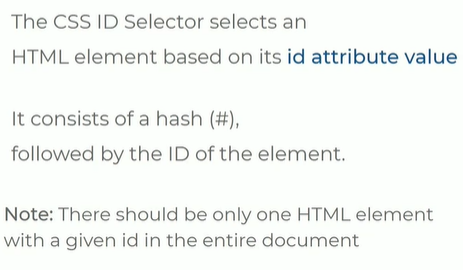 The CSS ID Selector selects an
HTML element based on its id attribute value
It consists of a hash (#),
followed by the ID of the element.
Note: There should be only one HTML element
with a given id in the entire document